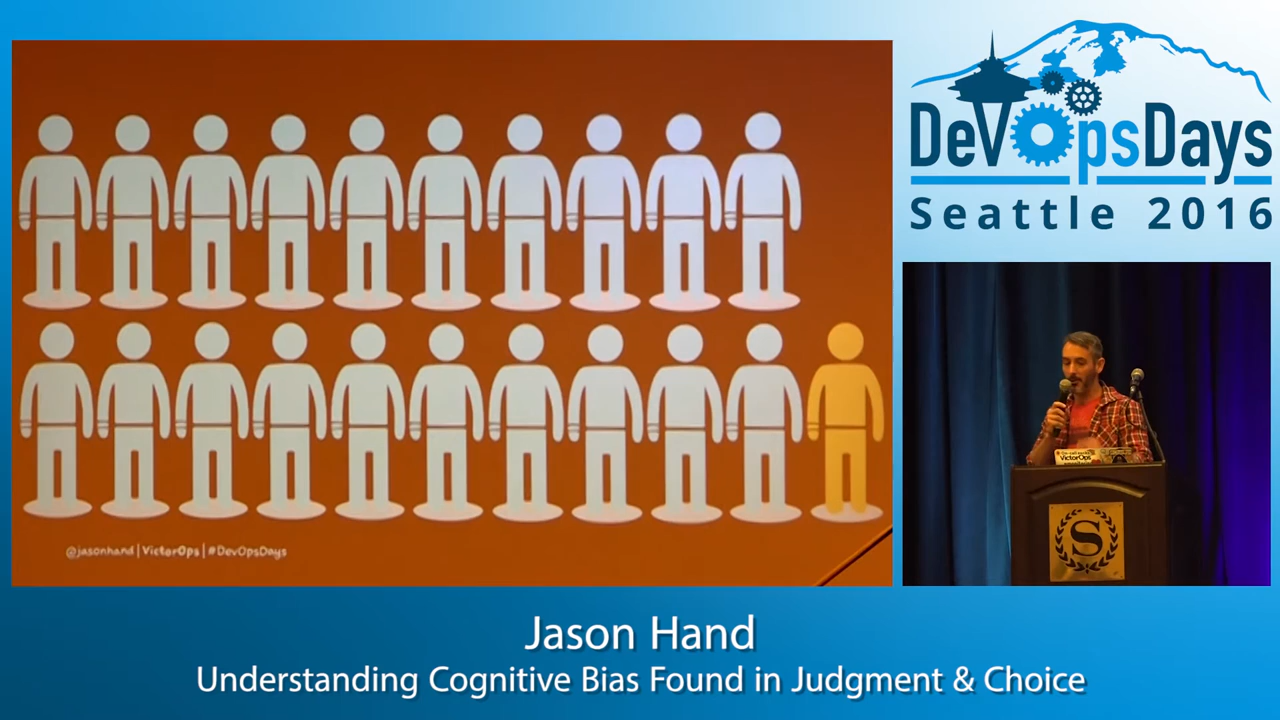 DevOpsDays
Seattle 2016
@jasonhand | VictorOps | #DevOpsDays
VictorOps
S
Jason Hand
Understanding Cognitive Bias Found in Judgment & Choice